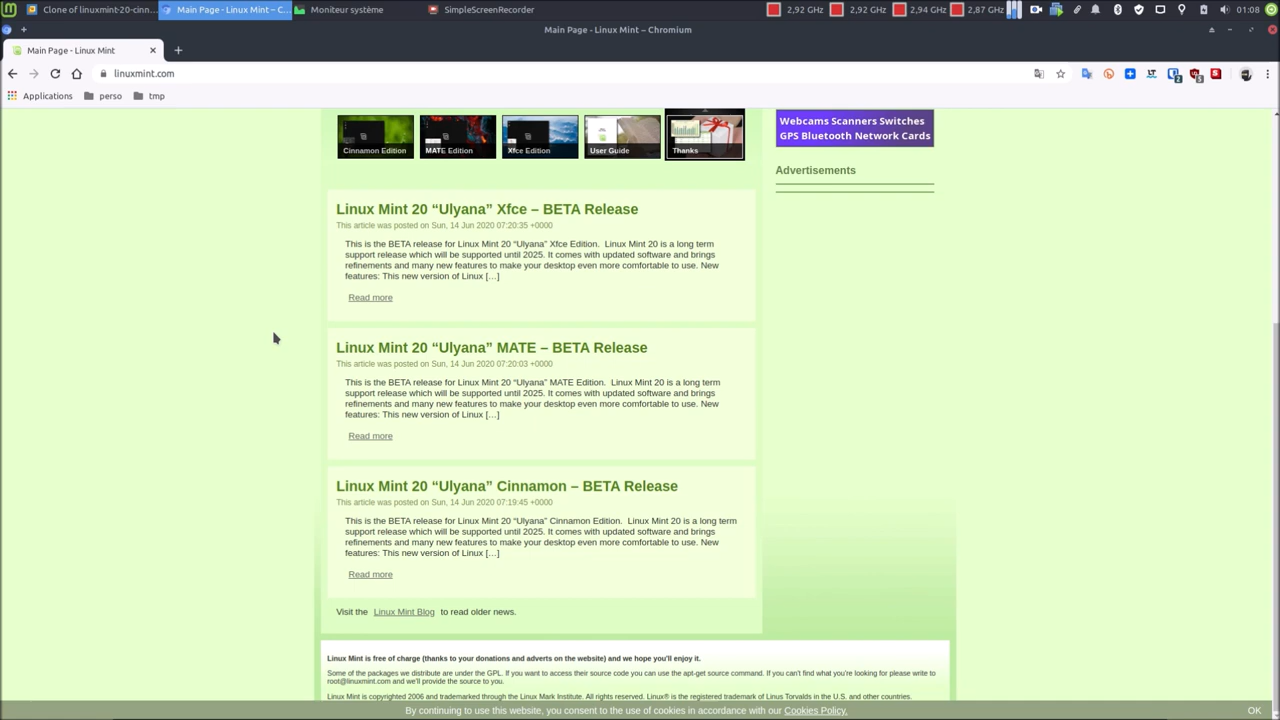 Clone of linuxmint-20-cinn...
Main Page - Linux Mint – C...
Moniteur système
SimpleScreenRecorder
2,92 GHz
2,92 GHz
2,94 GHz
2,87 GHz
01:08
Main Page - Linux Mint – Chromium
Main Page - Linux Mint
linuxmint.com
Applications
perso
tmp
Cinnamon Edition
MATE Edition
Xfce Edition
User Guide
Thanks
Webcams Scanners Switches
GPS Bluetooth Network Cards
Advertisements
Linux Mint 20 “Ulyana” Xfce – BETA Release
This article was posted on Sun, 14 Jun 2020 07:20:35 +0000
This is the BETA release for Linux Mint 20 “Ulyana” Xfce Edition. Linux Mint 20 is a long term
support release which will be supported until 2025. It comes with updated software and brings
refinements and many new features to make your desktop even more comfortable to use. New
features: This new version of Linux […]
Read more
Linux Mint 20 “Ulyana” MATE – BETA Release
This article was posted on Sun, 14 Jun 2020 07:20:03 +0000
This is the BETA release for Linux Mint 20 “Ulyana” MATE Edition. Linux Mint 20 is a long term
support release which will be supported until 2025. It comes with updated software and brings
refinements and many new features to make your desktop even more comfortable to use. New
features: This new version of Linux […]
Read more
Linux Mint 20 “Ulyana” Cinnamon – BETA Release
This article was posted on Sun, 14 Jun 2020 07:19:45 +0000
This is the BETA release for Linux Mint 20 “Ulyana” Cinnamon Edition. Linux Mint 20 is a long term
support release which will be supported until 2025. It comes with updated software and brings
refinements and many new features to make your desktop even more comfortable to use. New
features: This new version of Linux […]
Read more
Visit the Linux Mint Blog to read older news.
Linux Mint is free of charge (thanks to your donations and adverts on the website) and we hope you'll enjoy it.
Some of the packages we distribute are under the GPL. If you want to access their source code you can use the apt-get source command. If you can't find what you're looking for please write to
root@linuxmint.com and we'll provide the source to you.
Linux Mint is copyrighted 2006 and trademarked through the Linux Mark Institute. All rights reserved. Linux® is the registered trademark of Linus Torvalds in the U.S. and other countries.
By continuing to use this website, you consent to the use of cookies in accordance with our Cookies Policy.
OK